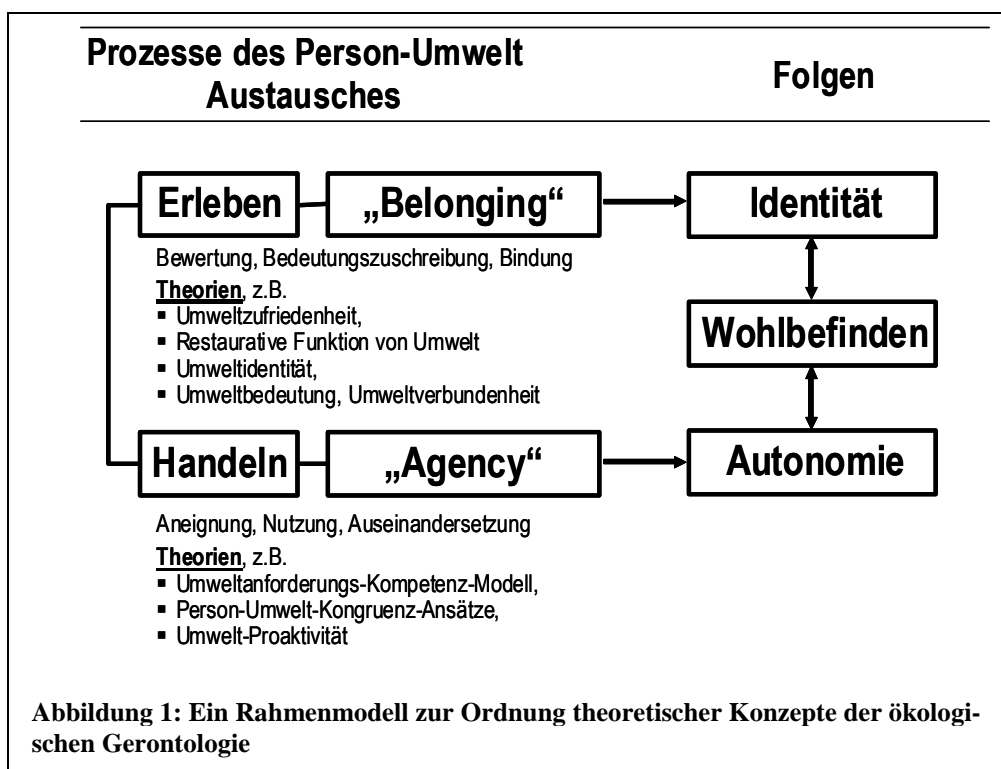 Prozesse des Person-Umwelt
Austausches
Folgen
Erleben
„Belonging“
Identität
Bewertung, Bedeutungszuschreibung, Bindung
Theorien, z.B.
▪ Umweltzufriedenheit,
▪ Restaurative Funktion von Umwelt
▪ Umweltidentität,
▪ Umweltbedeutung, Umweltverbundenheit
Wohlbefinden
Handeln
„Agency“
Autonomie
Aneignung, Nutzung, Auseinandersetzung
Theorien, z.B.
▪ Umweltanforderungs-Kompetenz-Modell,
▪ Person-Umwelt-Kongruenz-Ansätze,
▪ Umwelt-Proaktivität
Abbildung 1: Ein Rahmenmodell zur Ordnung theoretischer Konzepte der ökologi-
schen Gerontologie